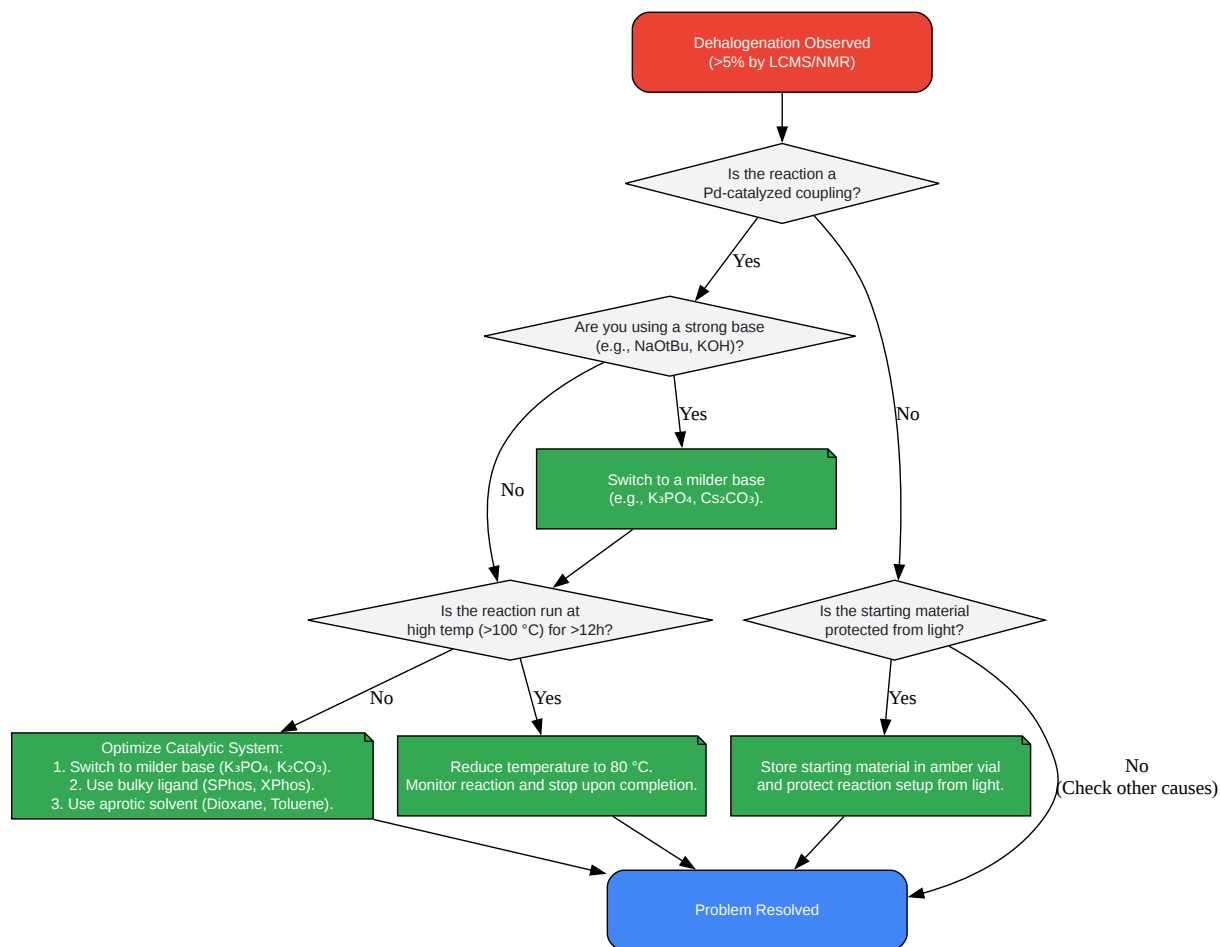 Dehalogenation Observed
(>5% by LCMS/NMR)
Is the reaction a
Pd-catalyzed coupling?
Yes
Are you using a strong base
(e.g., NaOtBu, KOH)?
Yes
No
Switch to a milder base
(e.g., K₃PO₄, Cs₂CO₃).
No
Is the reaction run at
high temp (>100 °C) for >12h?
Is the starting material
protected from light?
No
Yes
Yes
Optimize Catalytic System:
1. Switch to milder base (K₃PO₄, K₂CO₃).
2. Use bulky ligand (SPhos, XPhos).
3. Use aprotic solvent (Dioxane, Toluene).
Reduce temperature to 80 °C.
Monitor reaction and stop upon completion.
Store starting material in amber vial
and protect reaction setup from light.
No
(Check other causes)
Problem Resolved